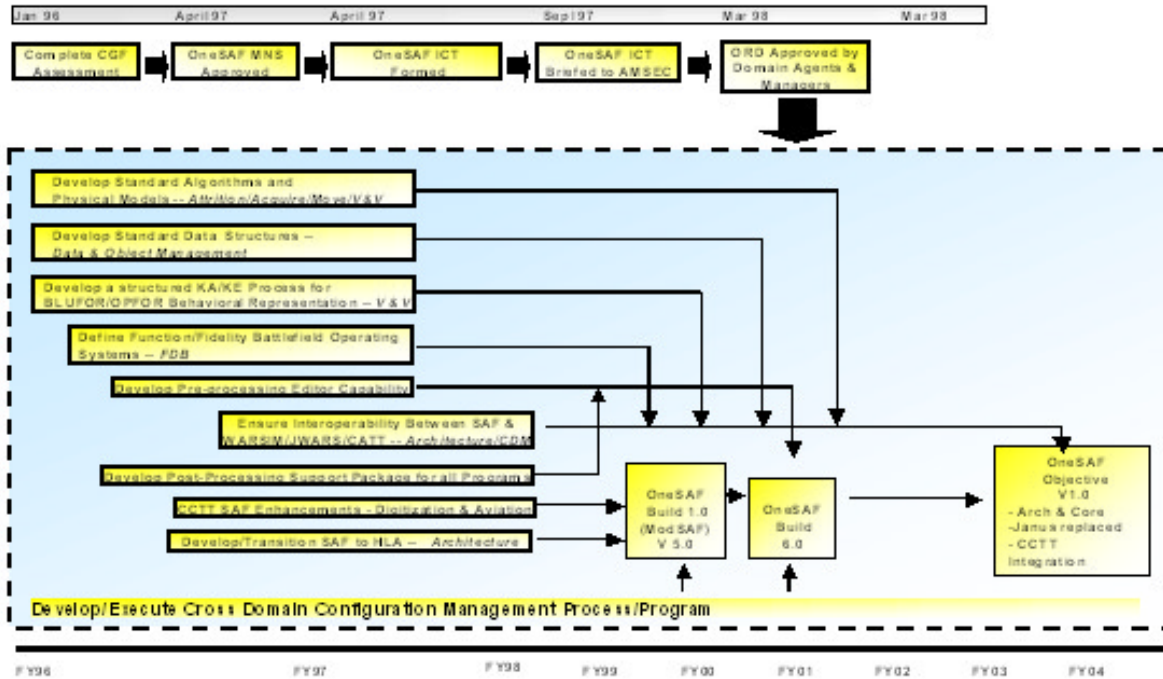 Jan 96 April 97 April 97 Sept 97 Mar 98 Mar 98
Complete CGF
Assessment
OneSAF MNS
Approved
OneSAF ICT
Formed
OneSAF ICT
Briefed to AMSEC
ORD Approved by
Domain Agents &
Managers
Develop Standard Algorithms and
Physical Models -- Attrition/Acquire/Move/V&V
Develop Standard Data Structures --
Data & Object Management
Develop a structured KA/KE Process for
BLUFOR/OPFOR Behavioral Representation -- V & V
Define Function/Fidelity Battlefield Operating
Systems -- FDB
Develop Pre-processing Editor Capability
Ensure Interoperability Between SAF &
WARSIM/JWARS/CATT -- Architecture/CDM
Develop Post-Processing Support Package for all Programs
CCTT SAF Enhancements - Digitization & Aviation
Develop/Transition SAF to HLA -- Architecture
OneSAF
Build 1.0
(ModSAF)
V 5.0
OneSAF
Build
6.0
OneSAF
Objective
V1.0
- Arch & Core
-Janus replaced
- CCTT
Integration
Develop/Execute Cross Domain Configuration Management Process/Program
FY96 FY97 FY98 FY99 FY00 FY01 FY02 FY03 FY04